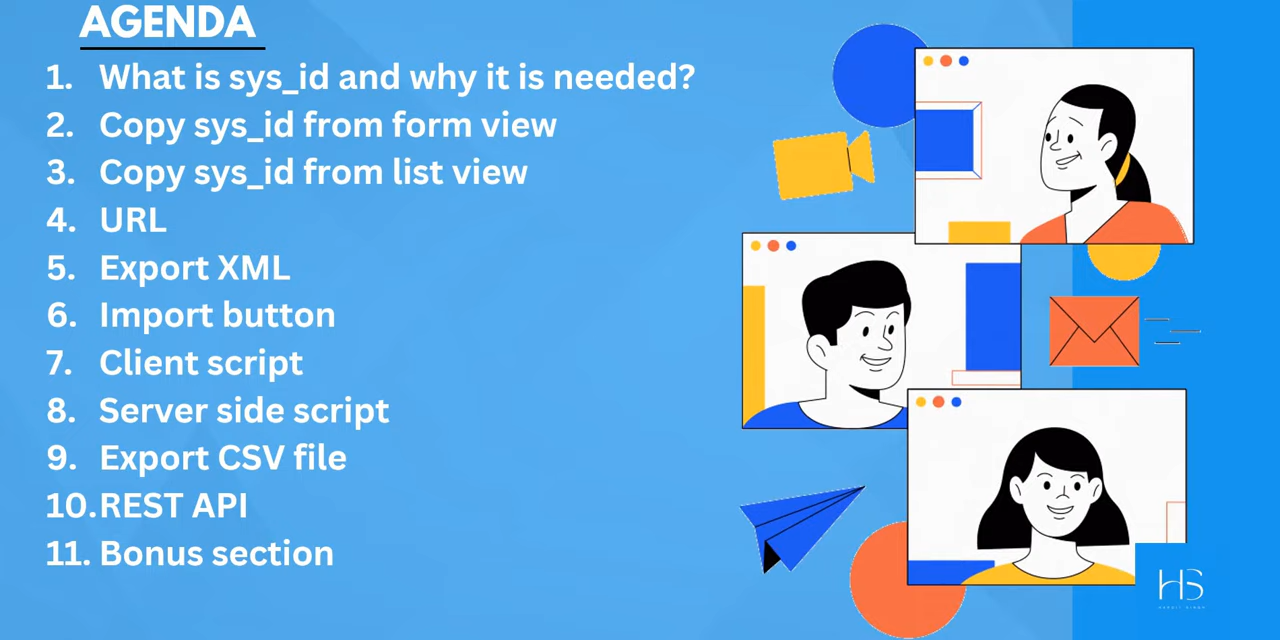 AGENDA
1. What is sys_id and why it is needed?
2. Copy sys_id from form view
3. Copy sys_id from list view
4. URL
5. Export XML
6. Import button
7. Client script
8. Server side script
9. Export CSV file
10. REST API
11. Bonus section
HS